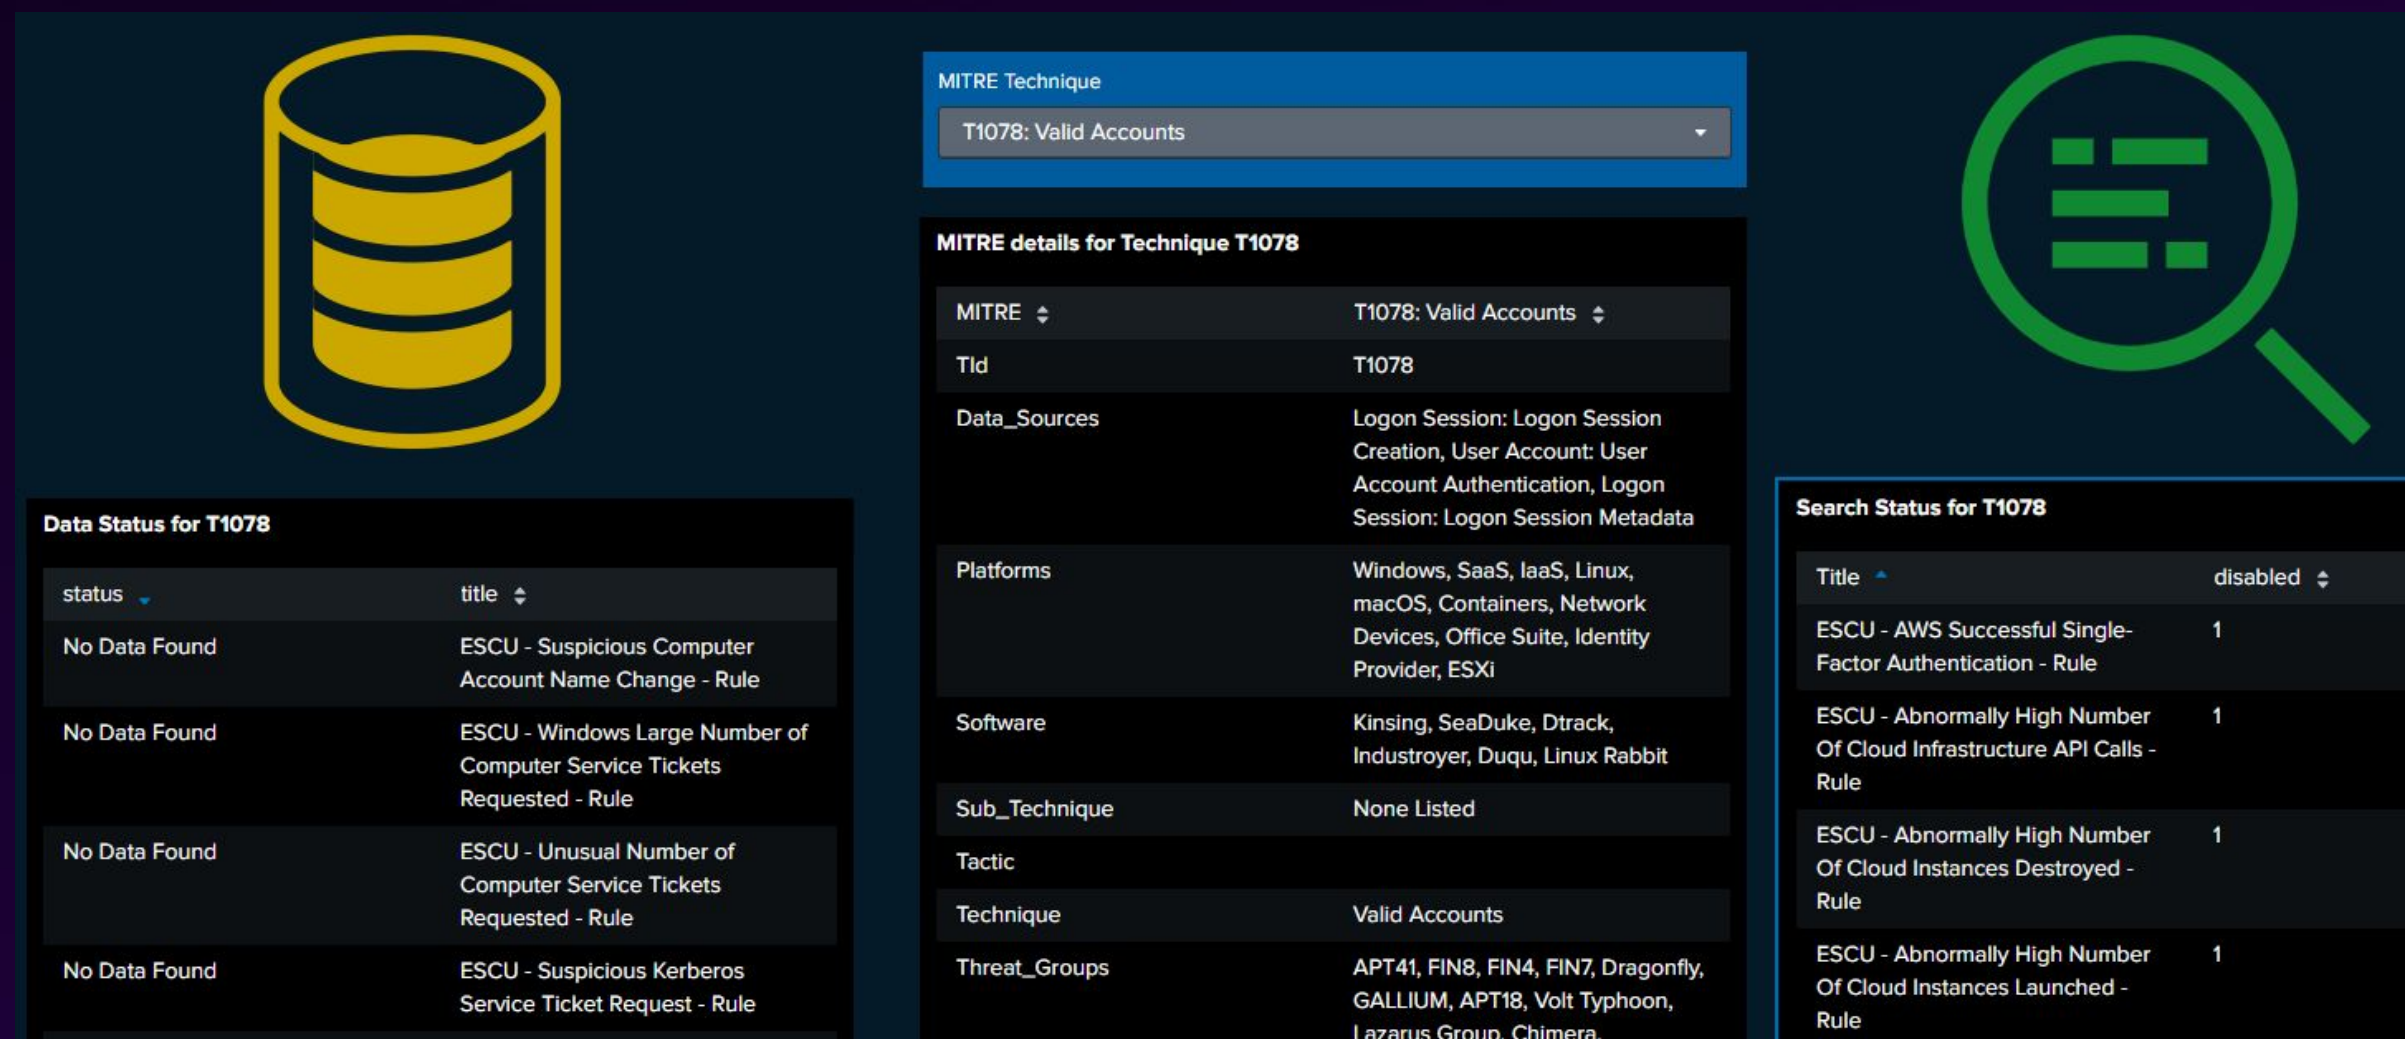 MITRE Technique
T1078: Valid Accounts
MITRE details for Technique T1078
MITRE
T1078: Valid Accounts
TId
T1078
Data_Sources
Logon Session: Logon Session
Creation, User Account: User
Account Authentication, Logon
Session: Logon Session Metadata
Platforms
Windows, SaaS, IaaS, Linux,
macOS, Containers, Network
Devices, Office Suite, Identity
Provider, ESXi
Software
Kinsing, SeaDuke, Dtrack,
Industroyer, Duqu, Linux Rabbit
Sub_Technique
None Listed
Tactic
Technique
Valid Accounts
Threat_Groups
APT41, FIN8, FIN4, FIN7, Dragonfly,
GALLIUM, APT18, Volt Typhoon,
Lazarus Group, Chimera,
Data Status for T1078
status
title
No Data Found
ESCU - Suspicious Computer
Account Name Change - Rule
No Data Found
ESCU - Windows Large Number of
Computer Service Tickets
Requested - Rule
No Data Found
ESCU - Unusual Number of
Computer Service Tickets
Requested - Rule
No Data Found
ESCU - Suspicious Kerberos
Service Ticket Request - Rule
Search Status for T1078
Title
disabled
ESCU - AWS Successful Single-
Factor Authentication - Rule
1
ESCU - Abnormally High Number
Of Cloud Infrastructure API Calls -
Rule
1
ESCU - Abnormally High Number
Of Cloud Instances Destroyed -
Rule
1
ESCU - Abnormally High Number
Of Cloud Instances Launched -
Rule
1